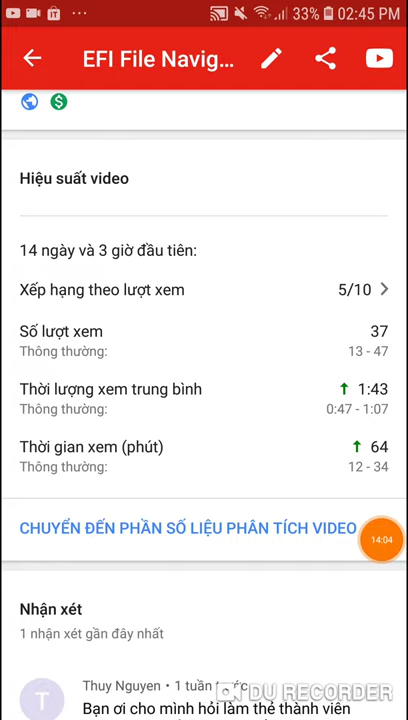 33% 02:45 PM
EFI File Navig...
Hiệu suất video
14 ngày và 3 giờ đầu tiên:
Xếp hạng theo lượt xem 5/10
Số lượt xem 37
Thông thường: 13 - 47
Thời lượng xem trung bình 1:43
Thông thường: 0:47 - 1:07
Thời gian xem (phút) 64
Thông thường: 12 - 34
CHUYỂN ĐẾN PHẦN SỐ LIỆU PHÂN TÍCH VIDEO
14:04
Nhận xét
1 nhận xét gần đây nhất
T
Thuy Nguyen • 1 tuần trước
DU RECORDER
Bạn ơi cho mình hỏi làm thẻ thành viên